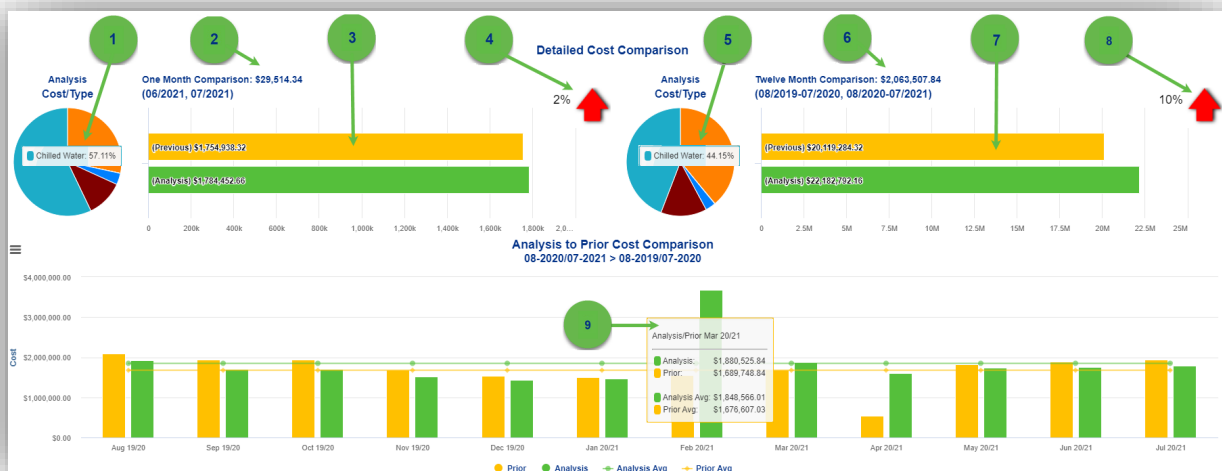 1
2
3
4
5
6
7
8
Detailed Cost Comparison
Analysis
Cost/Type
One Month Comparison: $29,514.34
(06/2021, 07/2021)
2%
Chilled Water: 57.11%
(Previous) $1,754,938.32
(Analysis) $1,784,452.66
0 200k 400k 600k 800k 1,000k 1,200k 1,400k 1,600k 1,800k 2,0...
Analysis
Cost/Type
Twelve Month Comparison: $2,063,507.84
(08/2019-07/2020, 08/2020-07/2021)
10%
Chilled Water: 44.15%
(Previous) $20,119,284.32
(Analysis) $22,182,792.16
0 2.5M 5M 7.5M 10M 12.5M 15M 17.5M 20M 22.5M 25M
Analysis to Prior Cost Comparison
08-2020/07-2021 > 08-2019/07-2020
Cost
$4,000,000.00
$3,000,000.00
$2,000,000.00
$1,000,000.00
$0.00
9
Analysis/Prior Mar 20/21
Analysis: $1,880,525.84
Prior: $1,689,748.84
Analysis Avg: $1,848,566.01
Prior Avg: $1,676,607.03
Aug 19/20 Sep 19/20 Oct 19/20 Nov 19/20 Dec 19/20 Jan 20/21 Feb 20/21 Mar 20/21 Apr 20/21 May 20/21 Jun 20/21 Jul 20/21
Prior Analysis Analysis Avg Prior Avg